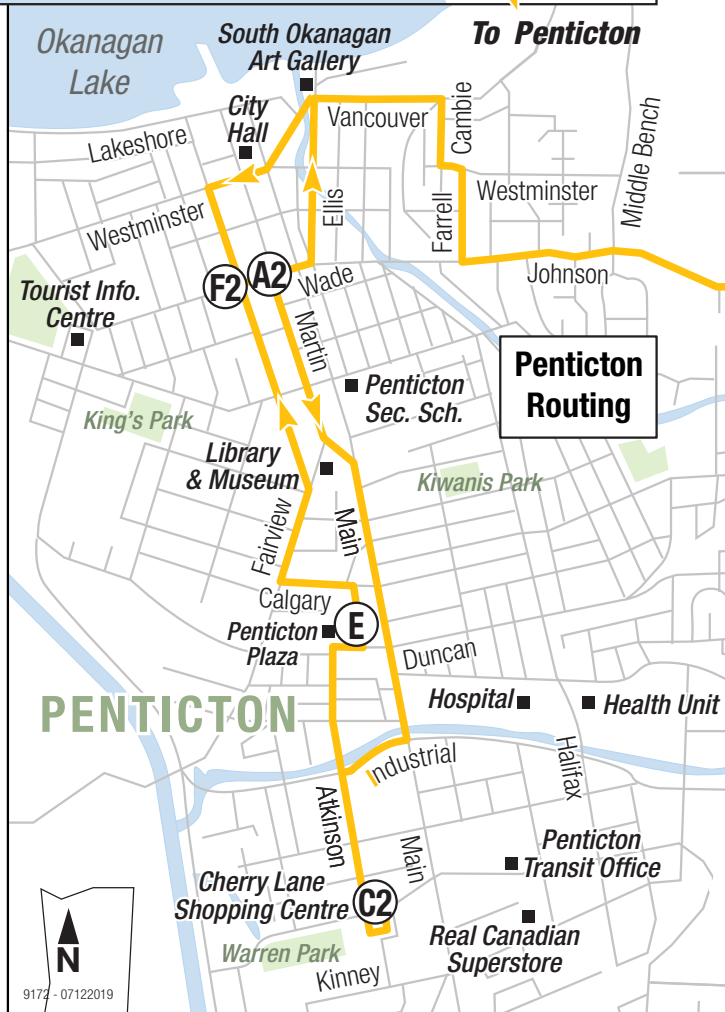 To Penticton
Okanagan
Lake
South Okanagan
Art Gallery
City
Hall
Lakeshore
Vancouver
Cambie
Middle Bench
Westminster
Westminster
Ellis
Farrell
Johnson
F2
A2
Wade
Tourist Info.
Centre
Martin
Penticton
Routing
Penticton
Sec. Sch.
King's Park
Library
& Museum
Kiwanis Park
Main
Fairview
Calgary
E
Penticton
Plaza
Duncan
PENTICTON
Hospital
Health Unit
Industrial
Halifax
Atkinson
Main
Penticton
Transit Office
Cherry Lane
Shopping Centre
C2
Real Canadian
Superstore
Warren Park
Kinney
N
9172 - 07122019